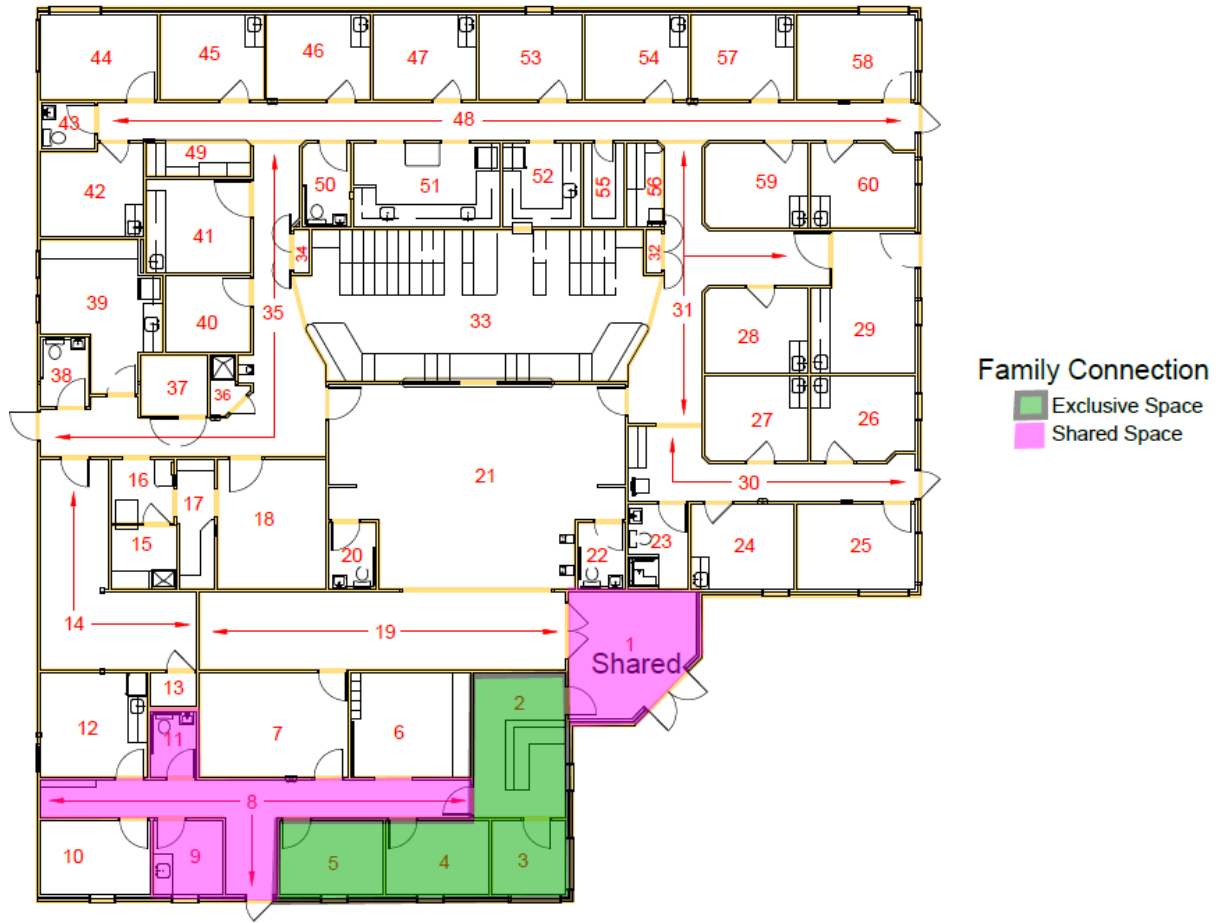 44 45 46 47 53 54 57 58
43 48
49
42 50 51 52 55 56 59 60
41
34 32
39 40 35 33 31 28 29
38 37 36
27 26
21
30
16 17 18
15 20 22 23 24 25
14 19 1
Shared
13 2
12 11 7 6
8
10 9 5 4 3
Family Connection
Exclusive Space
Shared Space